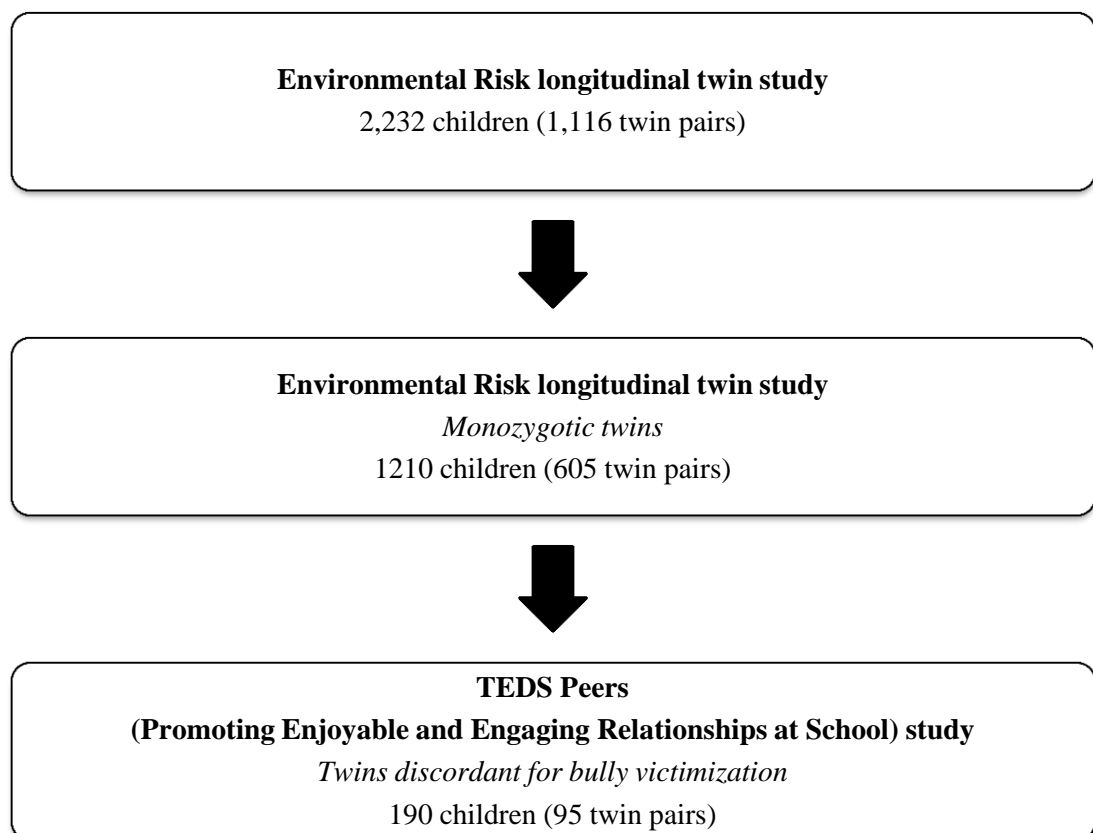 Environmental Risk longitudinal twin study
2,232 children (1,116 twin pairs)
Environmental Risk longitudinal twin study
Monozygotic twins
1210 children (605 twin pairs)
TEDS Peers
(Promoting Enjoyable and Engaging Relationships at School) study
Twins discordant for bully victimization
190 children (95 twin pairs)